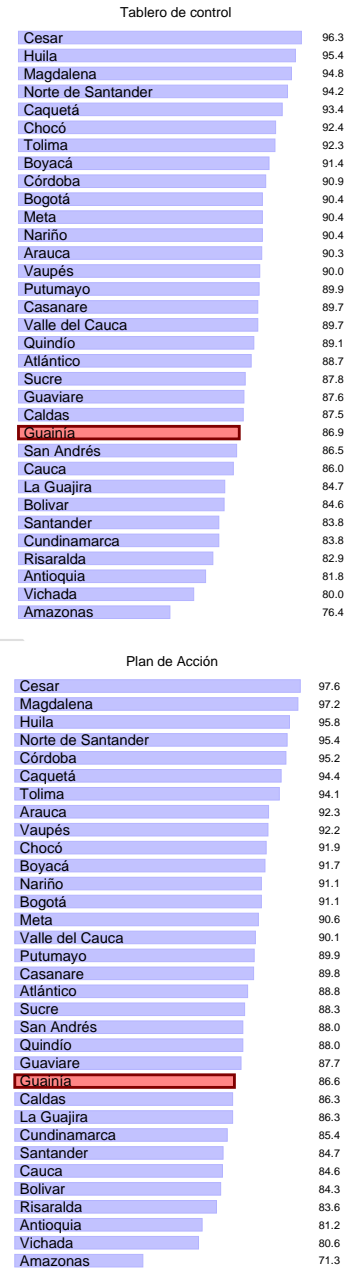 Tablero de control
Cesar 96.3
Huila 95.4
Magdalena 94.8
Norte de Santander 94.2
Caquetá 93.4
Chocó 92.4
Tolima 92.3
Boyacá 91.4
Córdoba 90.9
Bogotá 90.4
Meta 90.4
Nariño 90.4
Arauca 90.3
Vaupés 90.0
Putumayo 89.9
Casanare 89.7
Valle del Cauca 89.7
Quindío 89.1
Atlántico 88.7
Sucre 87.8
Guaviare 87.6
Caldas 87.5
Guainía 86.9
San Andrés 86.5
Cauca 86.0
La Guajira 84.7
Bolivar 84.6
Santander 83.8
Cundinamarca 83.8
Risaralda 82.9
Antioquia 81.8
Vichada 80.0
Amazonas 76.4
Plan de Acción
Cesar 97.6
Magdalena 97.2
Huila 95.8
Norte de Santander 95.4
Córdoba 95.2
Caquetá 94.4
Tolima 94.1
Arauca 92.3
Vaupés 92.2
Chocó 91.9
Boyacá 91.7
Nariño 91.1
Bogotá 91.1
Meta 90.6
Valle del Cauca 90.1
Putumayo 89.9
Casanare 89.8
Atlántico 88.8
Sucre 88.3
San Andrés 88.0
Quindío 88.0
Guaviare 87.7
Guainía 86.6
Caldas 86.3
La Guajira 86.3
Cundinamarca 85.4
Santander 84.7
Cauca 84.6
Bolivar 84.3
Risaralda 83.6
Antioquia 81.2
Vichada 80.6
Amazonas 71.3